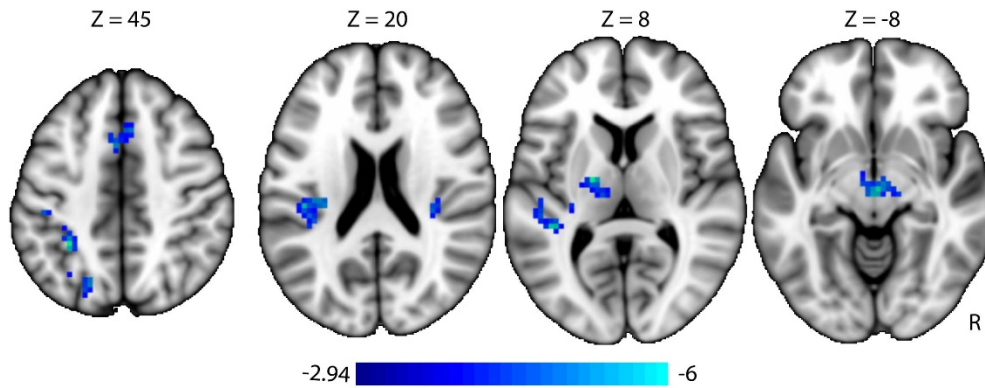 Z = 45
Z = 20
Z = 8
Z = -8
R
-2.94
-6